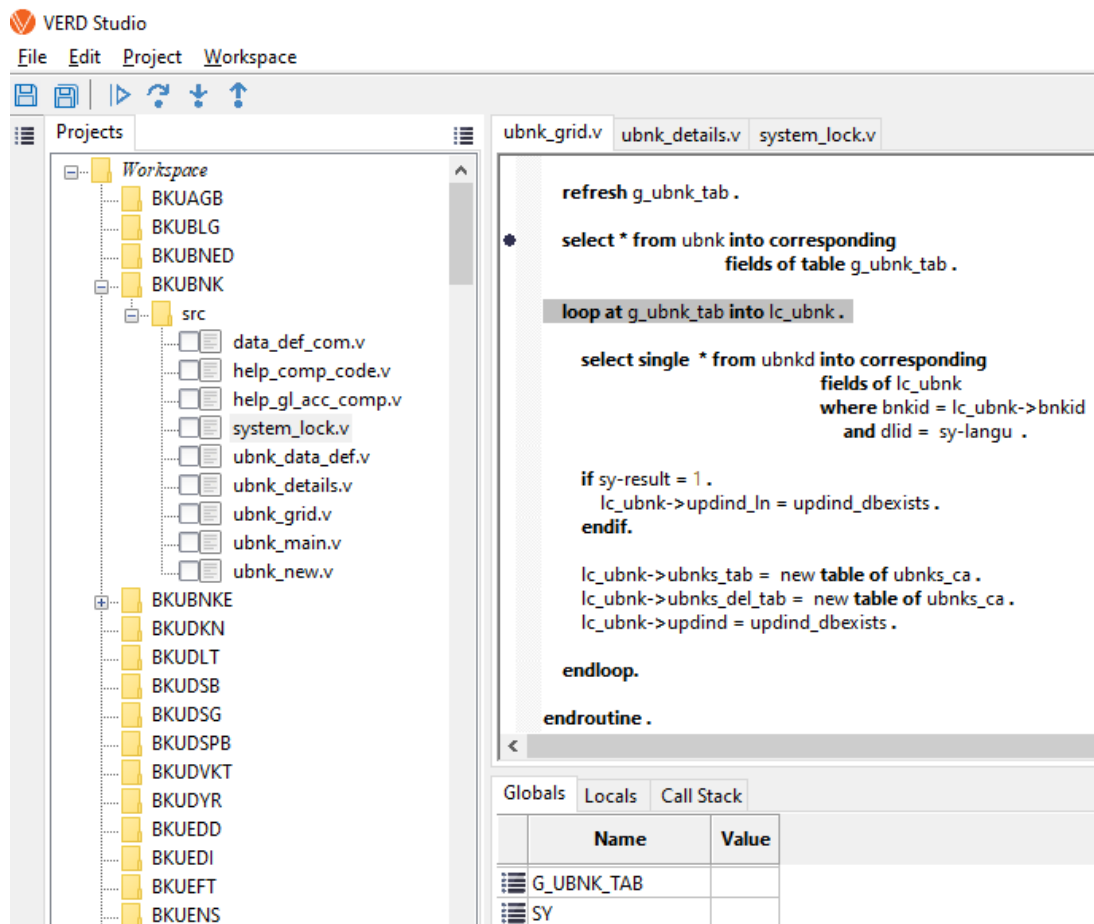 VERD Studio
File Edit Project Workspace
Projects
Workspace
BKUAGB
BKUBLG
BKUBNED
BKUBNK
src
data_def_com.v
help_comp_code.v
help_gl_acc_comp.v
system_lock.v
ubnk_data_def.v
ubnk_details.v
ubnk_grid.v
ubnk_main.v
ubnk_new.v
BKUBNKE
BKUDKN
BKUDLT
BKUDSB
BKUDSG
BKUDSPB
BKUDVKT
BKUDYR
BKUEDD
BKUEDI
BKUEFT
BKUENS
ubnk_grid.v ubnk_details.v system_lock.v
refresh g_ubnk_tab .
select * from ubnk into corresponding
fields of table g_ubnk_tab .
loop at g_ubnk_tab into lc_ubnk .
select single * from ubnkd into corresponding
fields of lc_ubnk
where bnkid = lc_ubnk->bnkid
and dlid = sy-langu .
if sy-result = 1 .
lc_ubnk->updind_ln = updind_dbexists .
endif.
lc_ubnk->ubnks_tab = new table of ubnks_ca .
lc_ubnk->ubnks_del_tab = new table of ubnks_ca .
lc_ubnk->updind = updind_dbexists .
endloop.
endroutine .
Globals Locals Call Stack
Name Value
G_UBNK_TAB
SY